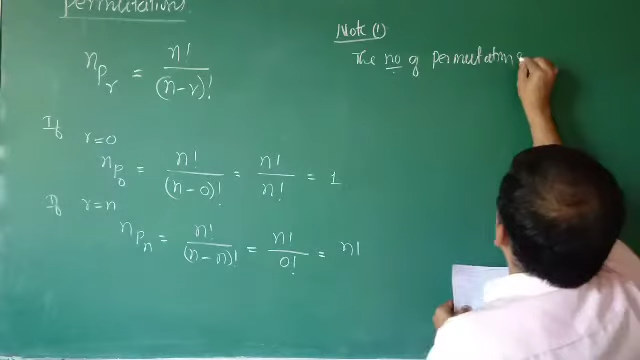 permutations.
nPr = n! / (n-r)!
If r=0
nP0 = n! / (n-0)! = n! / n! = 1
If r=n
nPn = n! / (n-n)! = n! / 0! = n!
Note (1)
The no of permutations